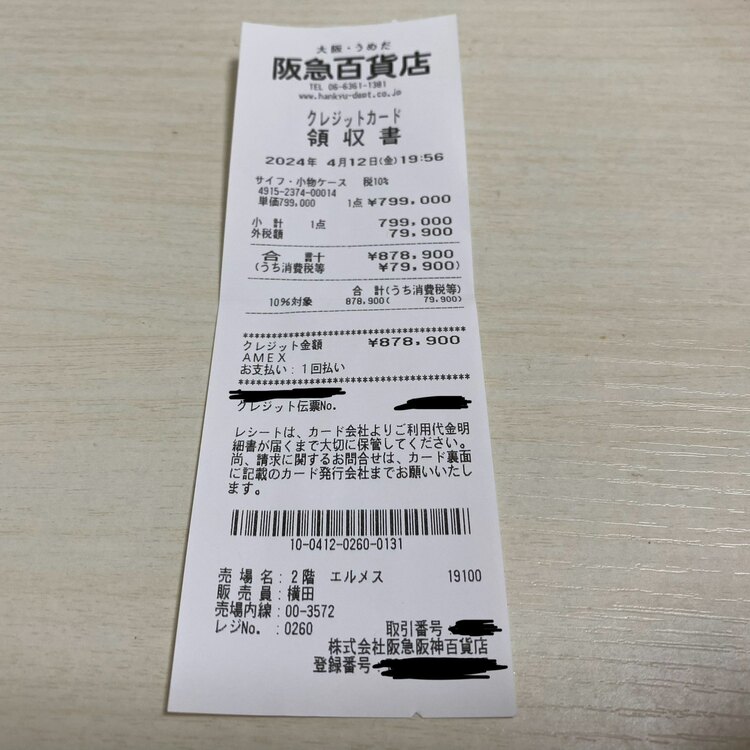 大阪・うめだ
阪急百貨店
TEL 06-6361-1381
www.hankyu-dept.co.jp
クレジットカード
領収書
2024年 4月12日(金)19:56
サイフ・小物ケース 税10%
4915-2374-00014
単価799,000 1点 ¥799,000
小計 1点 799,000
外税額 79,900
合計 ¥878,900
(うち消費税等 ¥79,900)
合計(うち消費税等)
10%対象 878,900( 79,900)
****************************************
クレジット金額 ¥878,900
AMEX
お支払い:1回払い
****************************************
クレジット伝票No.
レシートは、カード会社よりご利用代金明
細書が届くまで大切に保管してください。
尚、請求に関するお問合せは、カード裏面
に記載のカード発行会社までお願いいたし
ます。
10-0412-0260-0131
売場名:2階 エルメス 19100
販売員:横田
売場内線:00-3572
レジNo. :0260 取引番号
株式会社阪急阪神百貨店
登録番号